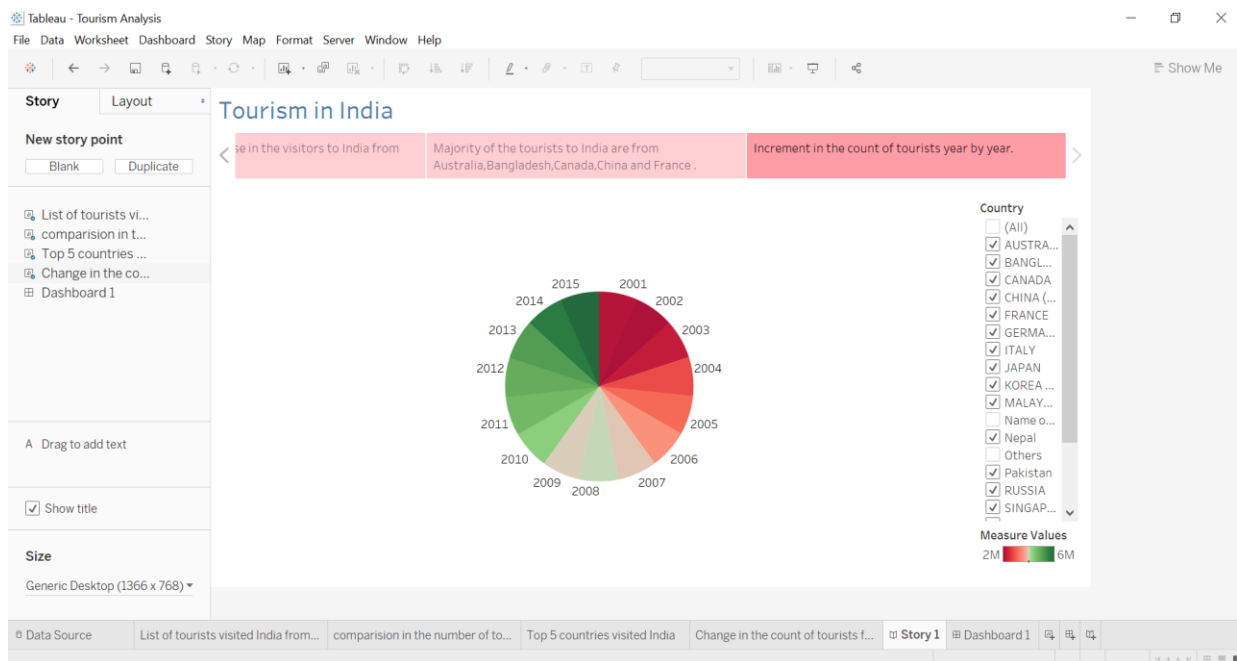 Tableau - Tourism Analysis
File Data Worksheet Dashboard Story Map Format Server Window Help
Show Me
Story Layout
New story point
Blank Duplicate
List of tourists vi...
comparision in t...
Top 5 countries ...
Change in the co...
Dashboard 1
A Drag to add text
Show title
Size
Generic Desktop (1366 x 768)
Tourism in India
se in the visitors to India from
Majority of the tourists to India are from
Australia,Bangladesh,Canada,China and France .
Increment in the count of tourists year by year.
2001
2002
2003
2004
2005
2006
2007
2008
2009
2010
2011
2012
2013
2014
2015
Country
(All)
AUSTRA...
BANGL...
CANADA
CHINA (...
FRANCE
GERMA...
ITALY
JAPAN
KOREA ...
MALAY...
Name o...
Nepal
Others
Pakistan
RUSSIA
SINGAP...
Measure Values
2M 6M
Data Source List of tourists visited India from... comparision in the number of to... Top 5 countries visited India Change in the count of tourists f... Story 1 Dashboard 1